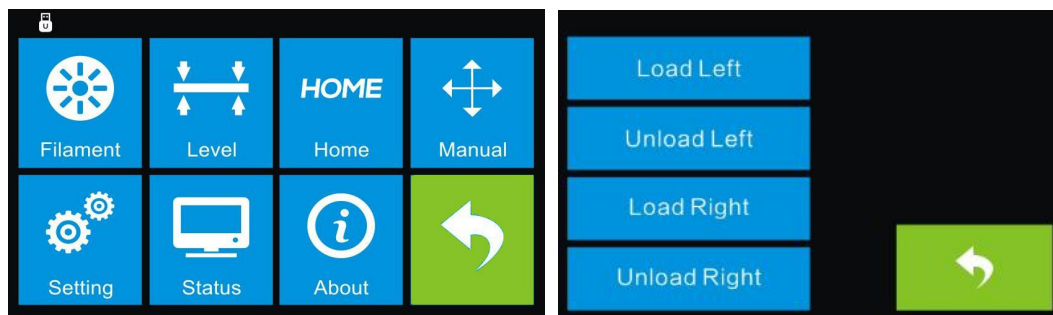 U
HOME
Filament Level Home Manual
Setting Status About
Load Left
Unload Left
Load Right
Unload Right